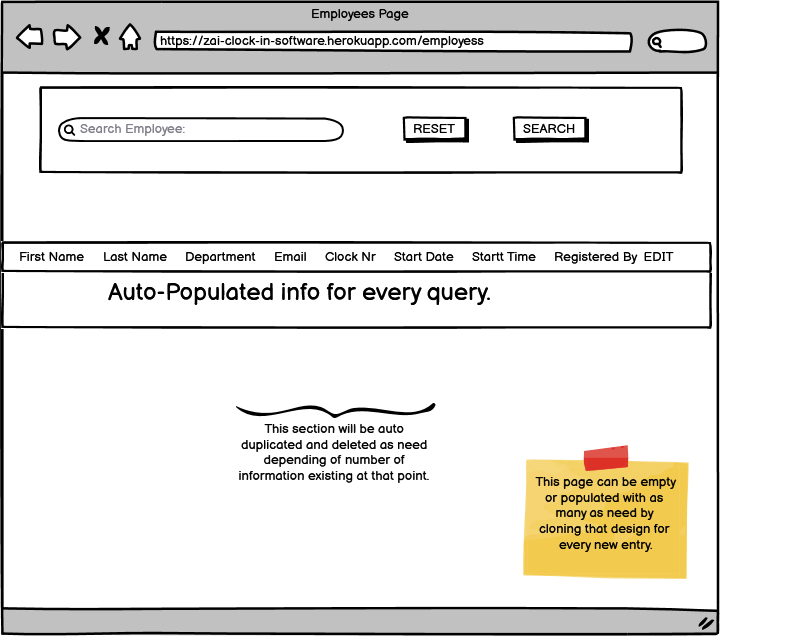 Employees Page
https://zai-clock-in-software.herokuapp.com/employess
Search Employee:
RESET
SEARCH
First Name Last Name Department Email Clock Nr Start Date Startt Time Registered By EDIT
Auto-Populated info for every query.
This section will be auto
duplicated and deleted as need
depending of number of
information existing at that point.
This page can be empty
or populated with as
many as need by
cloning that design for
every new entry.